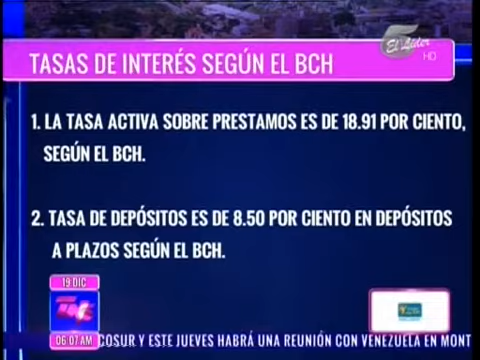 El Líder
HD
TASAS DE INTERÉS SEGÚN EL BCH
1. LA TASA ACTIVA SOBRE PRESTAMOS ES DE 18.91 POR CIENTO,
SEGÚN EL BCH.
2. TASA DE DEPÓSITOS ES DE 8.50 POR CIENTO EN DEPÓSITOS
A PLAZOS SEGÚN EL BCH.
19 DIC
06:07 AM
COSUR Y ESTE JUEVES HABRÁ UNA REUNIÓN CON VENEZUELA EN MONT